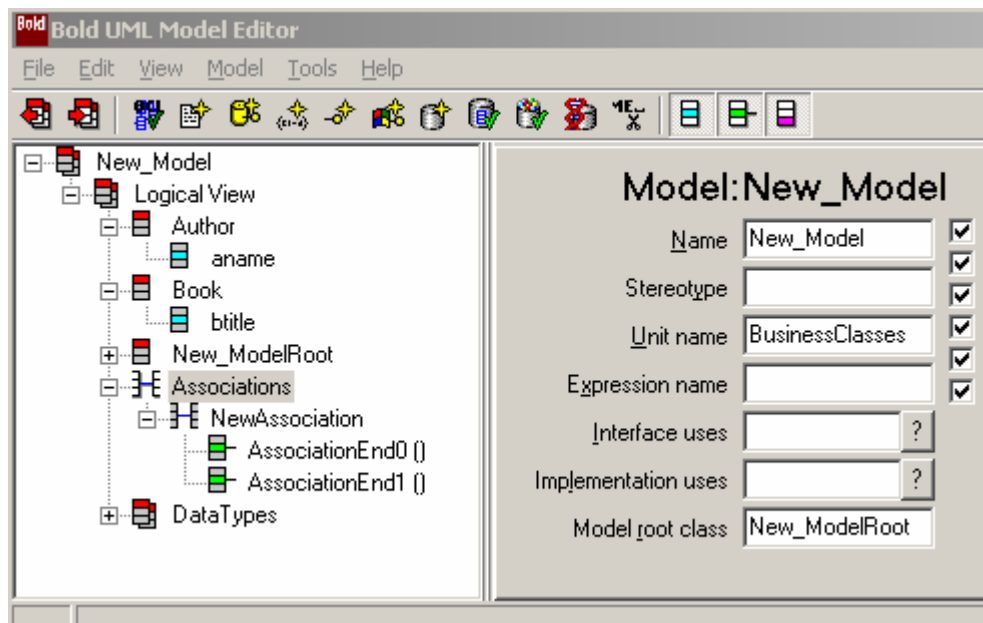 Bold Bold UML Model Editor
File Edit View Model Tools Help
New_Model
Logical View
Author
aname
Book
btitle
New_ModelRoot
Associations
NewAssociation
AssociationEnd0 ()
AssociationEnd1 ()
DataTypes
Model:New_Model
Name New_Model
Stereotype
Unit name BusinessClasses
Expression name
Interface uses ?
Implementation uses ?
Model root class New_ModelRoot